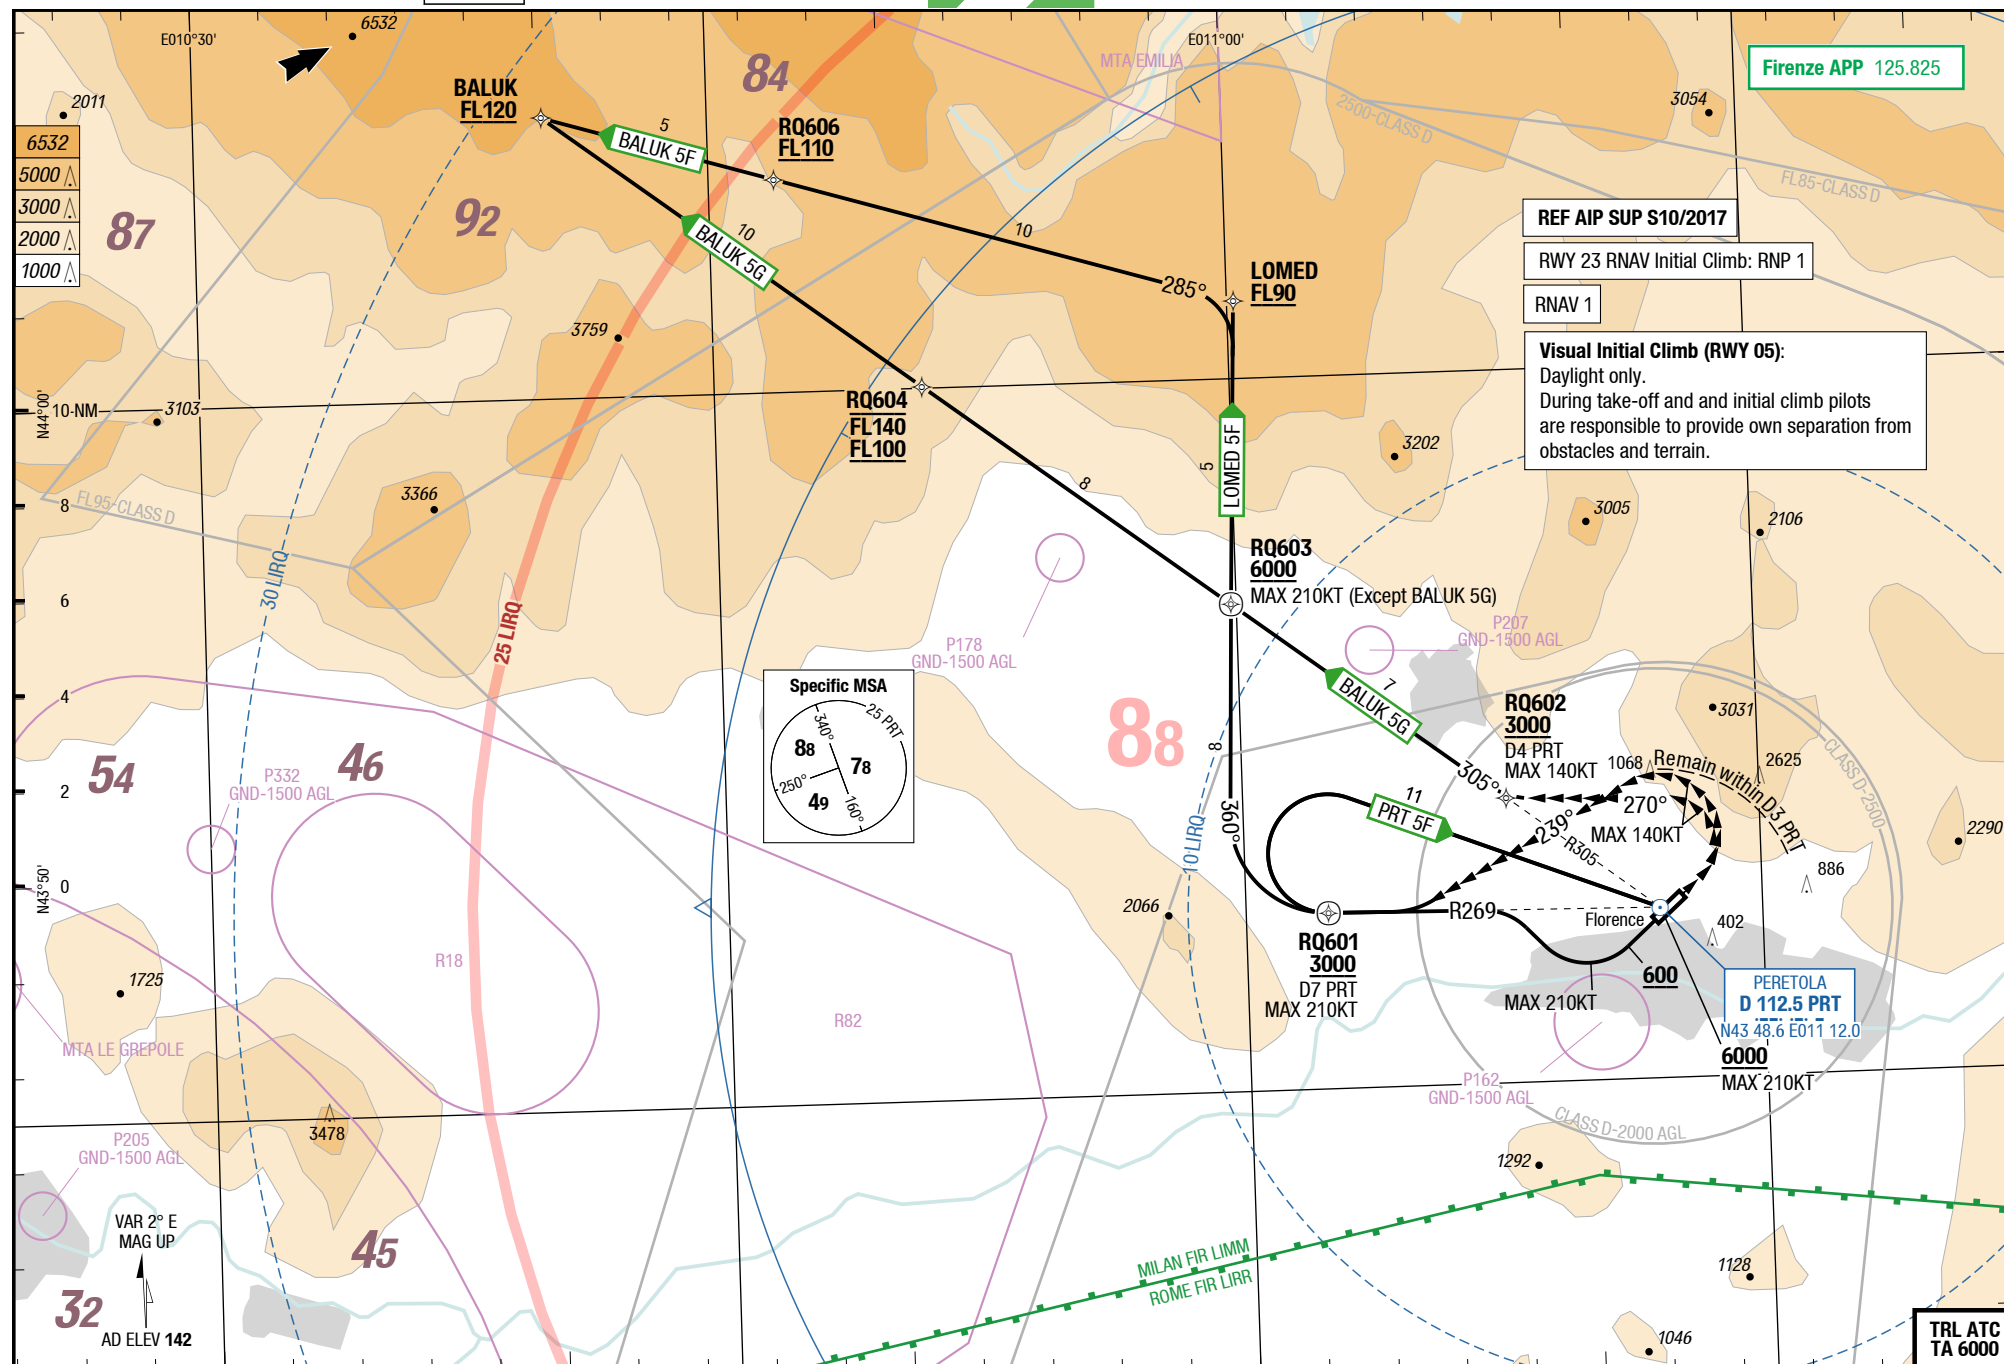 6532
E010°30'
E011°00'
MTA EMILIA
Firenze APP 125.825
84
BALUK
FL120
2011
3054
2500-CLASS D
5
BALUK 5F
RQ606
FL110
6532
5000
3000
2000
1000
87
92
FL85-CLASS D
REF AIP SUP S10/2017
RWY 23 RNAV Initial Climb: RNP 1
RNAV 1
10
BALUK 5G
10
285°
LOMED
FL90
3759
Visual Initial Climb (RWY 05):
Daylight only.
During take-off and and initial climb pilots
are responsible to provide own separation from
obstacles and terrain.
N44°00'
10-NM
3103
RQ604
FL140
FL100
LOMED 5F
5
3202
3366
8
FL95-CLASS D
8
3005
2106
30 LIRQ
25 LIRQ
RQ603
6000
MAX 210KT (Except BALUK 5G)
6
P178
GND-1500 AGL
P207
GND-1500 AGL
4
Specific MSA
25 PRT
340°
88
78
250°
49
160°
88
7
BALUK 5G
RQ602
3000
D4 PRT
MAX 140KT
3031
1068
Remain within D3 PRT
2625
CLASS D-2500
54
46
P332
GND-1500 AGL
2
8
305°
11
PRT 5F
270°
MAX 140KT
239°
R305
360°
10 LIRQ
2290
886
N43°50'
0
2066
R269
Florence
402
RQ601
3000
D7 PRT
MAX 210KT
600
MAX 210KT
PERETOLA
D 112.5 PRT
N43 48.6 E011 12.0
6000
MAX 210KT
R18
R82
1725
MTA LE GREPOLE
P162
GND-1500 AGL
CLASS D-2000 AGL
3478
P205
GND-1500 AGL
1292
VAR 2° E
MAG UP
45
MILAN FIR LIMM
ROME FIR LIRR
1128
32
AD ELEV 142
1046
TRL ATC
TA 6000